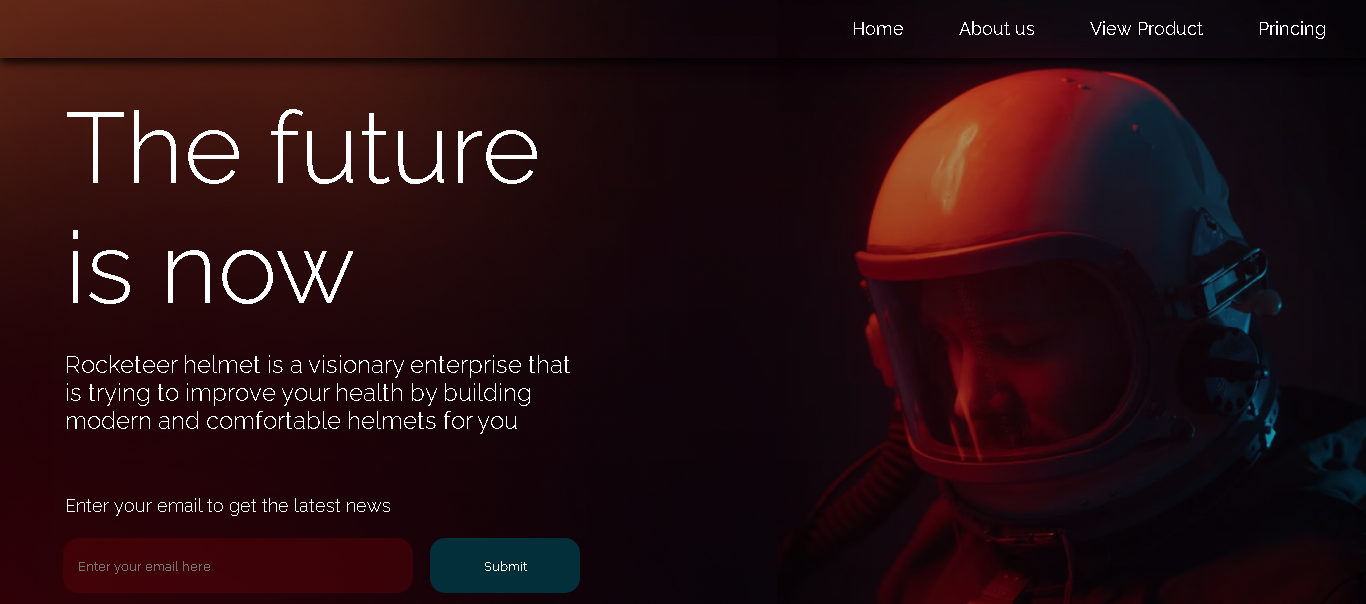 Home About us View Product Princing
The future
is now
Rocketeer helmet is a visionary enterprise that
is trying to improve your health by building
modern and comfortable helmets for you
Enter your email to get the latest news
Enter your email here
Submit